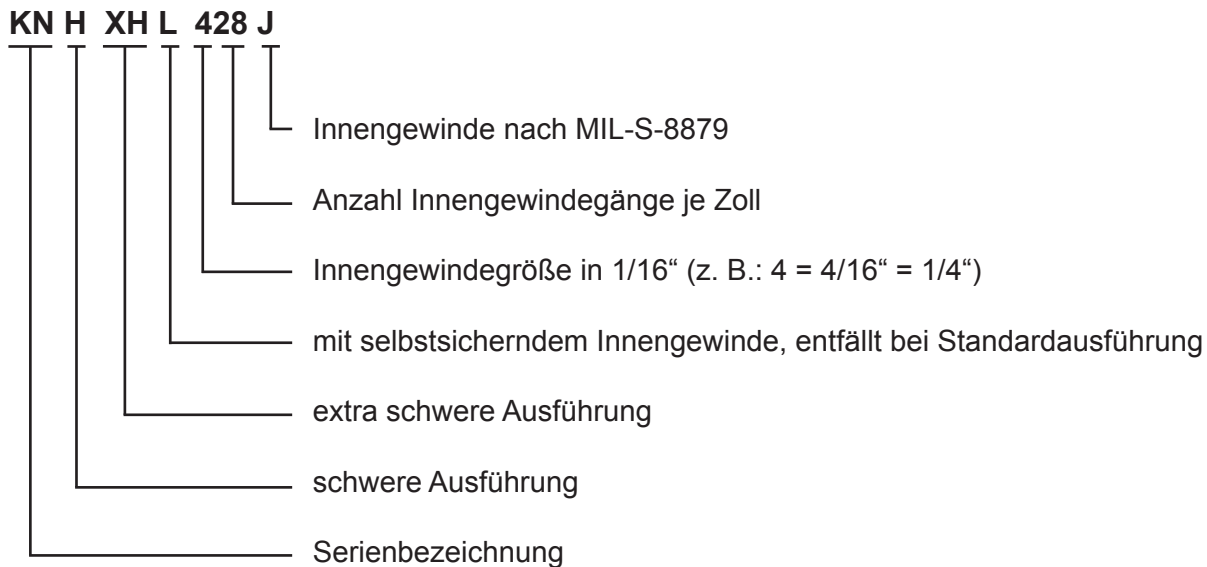 KN H XH L 428 J
Innengewinde nach MIL-S-8879
Anzahl Innengewindegänge je Zoll
Innengewindegröße in 1/16“ (z. B.: 4 = 4/16“ = 1/4“)
mit selbstsicherndem Innengewinde, entfällt bei Standardausführung
extra schwere Ausführung
schwere Ausführung
Serienbezeichnung